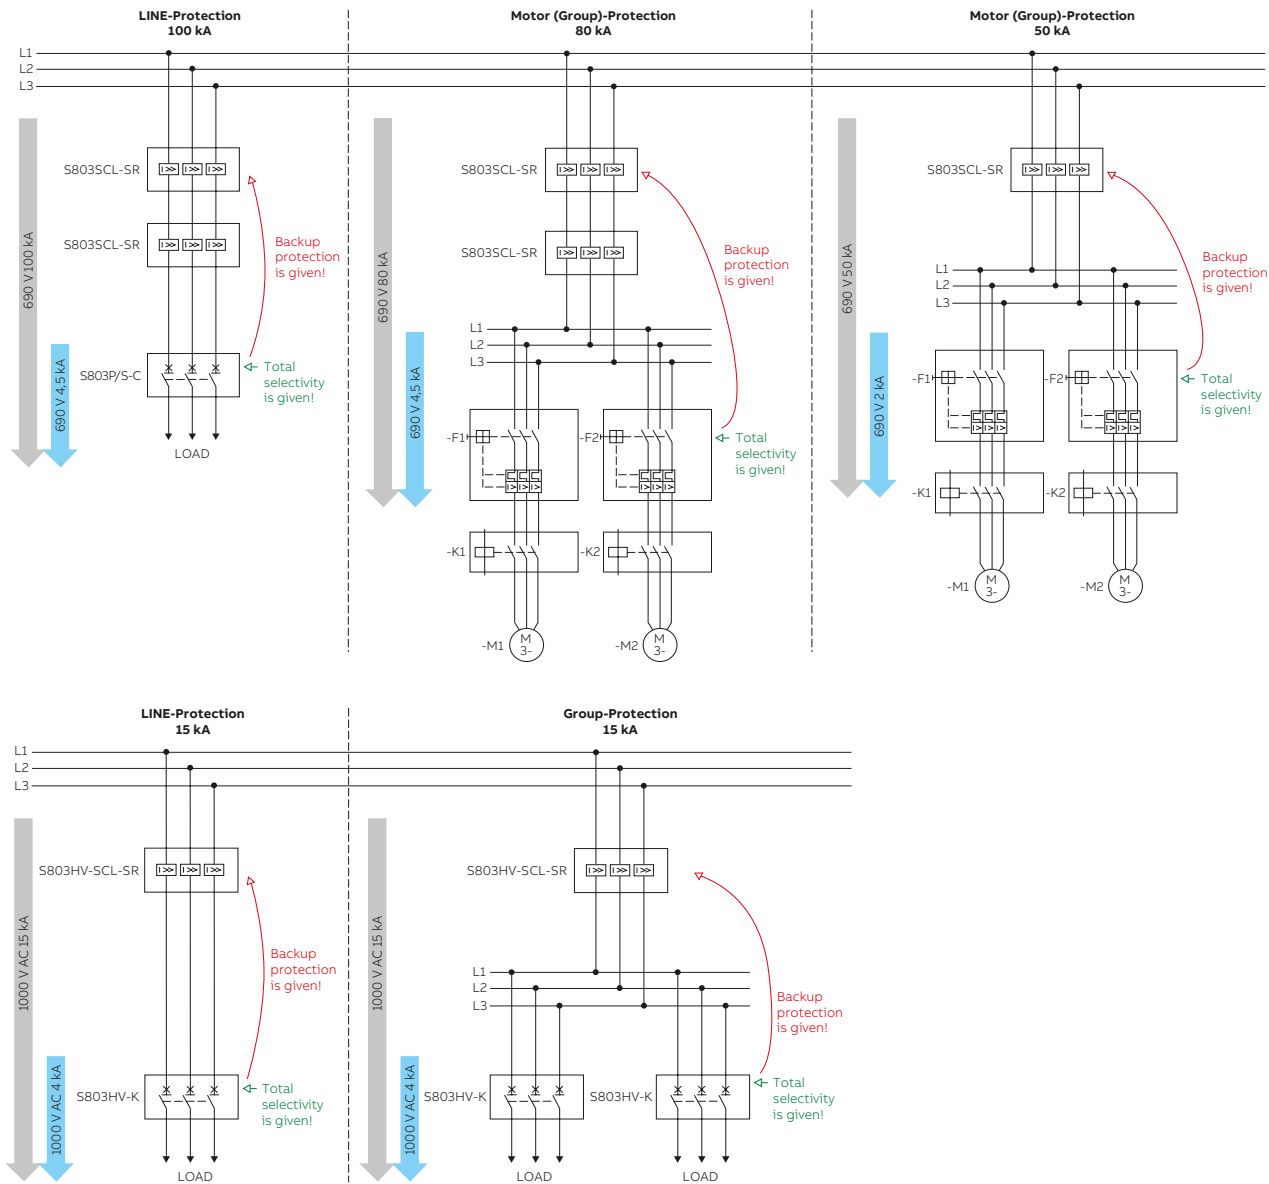 LINE-Protection
100 kA
Motor (Group)-Protection
80 kA
Motor (Group)-Protection
50 kA
L1
L2
L3
690 V 100 kA
690 V 4,5 kA
S803SCL-SR
S803SCL-SR
S803P/S-C
Backup
protection
is given!
Total
selectivity
is given!
LOAD
690 V 80 kA
690 V 4,5 kA
S803SCL-SR
S803SCL-SR
Backup
protection
is given!
L1
L2
L3
-F1
-F2
Total
selectivity
is given!
-K1
-K2
-M1
M
3-
-M2
M
3-
690 V 50 kA
690 V 2 kA
S803SCL-SR
Backup
protection
is given!
L1
L2
L3
-F1
-F2
Total
selectivity
is given!
-K1
-K2
-M1
M
3-
-M2
M
3-
LINE-Protection
15 kA
Group-Protection
15 kA
L1
L2
L3
1000 V AC 15 kA
1000 V AC 4 kA
S803HV-SCL-SR
Backup
protection
is given!
S803HV-K
Total
selectivity
is given!
LOAD
1000 V AC 15 kA
1000 V AC 4 kA
S803HV-SCL-SR
L1
L2
L3
Backup
protection
is given!
S803HV-K
S803HV-K
Total
selectivity
is given!
LOAD
LOAD